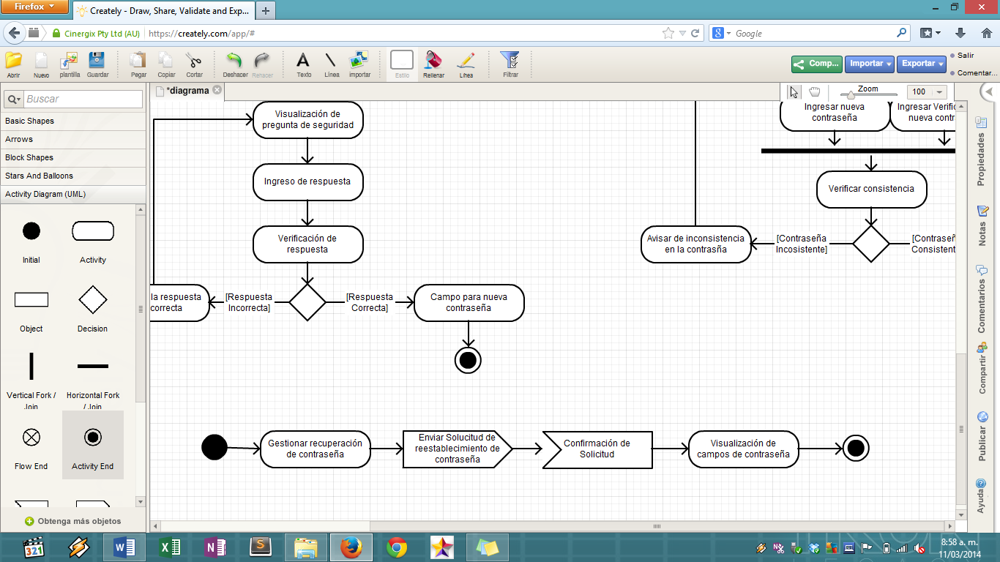 Firefox
Creately - Draw, Share, Validate and Exp...
Cinergix Pty Ltd (AU)
https://creately.com/app/#
Google
Abrir
Nuevo
plantilla
Guardar
Pegar
Copiar
Cortar
Deshacer
Renacer
Texto
Línea
importar
Estilo
Rellenar
Línea
Filtrar
Comp...
Importar
Exportar
Salir
Comentar...
Buscar
*diagrama
Zoom
100
Basic Shapes
Arrows
Block Shapes
Stars And Balloons
Activity Diagram (UML)
Initial
Activity
Object
Decision
Vertical Fork /
Join
Horizontal Fork
/ Join
Flow End
Activity End
Obtenga más objetos
Visualización de
pregunta de seguridad
Ingreso de respuesta
Verificación de
respuesta
la respuesta
correcta
[Respuesta
Incorrecta]
[Respuesta
Correcta]
Campo para nueva
contraseña
Ingresar nueva
contraseña
Ingresar Verifi
nueva contr
Verificar consistencia
Avisar de inconsistencia
en la contrasña
[Contraseña
Incosistente]
[Contraseñ
Consistent
Gestionar recuperación
de contraseña
Enviar Solucitud de
reestablecimiento de
contraseña
Confirmación de
Solicitud
Visualización de
campos de contraseña
Propiedades
Notas
Comentarios
Compartir
Publicar
Ayuda
321
8:58 a. m.
11/03/2014